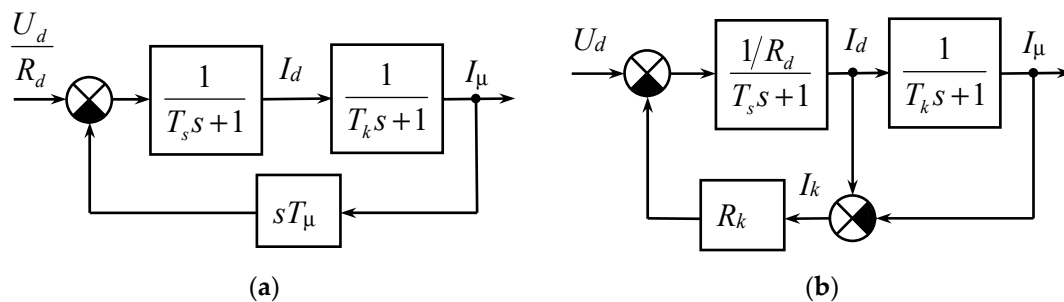 U_d
R_d
1
T_s s + 1
I_d
1
T_k s + 1
I_μ
sT_μ
(a)
U_d
1/R_d
T_s s + 1
I_d
1
T_k s + 1
I_μ
R_k
I_k
(b)